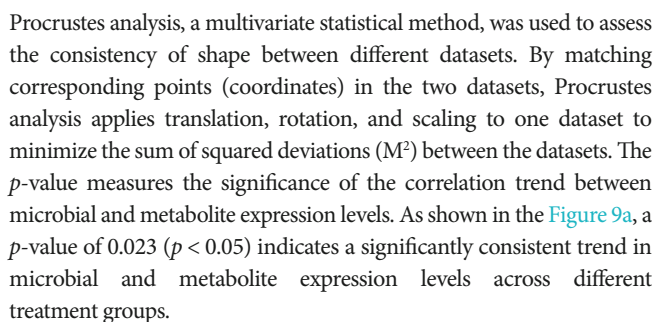 Procrustes analysis, a multivariate statistical method, was used to assess
the consistency of shape between different datasets. By matching
corresponding points (coordinates) in the two datasets, Procrustes
analysis applies translation, rotation, and scaling to one dataset to
minimize the sum of squared deviations (M²) between the datasets. The
p-value measures the significance of the correlation trend between
microbial and metabolite expression levels. As shown in the Figure 9a, a
p-value of 0.023 (p < 0.05) indicates a significantly consistent trend in
microbial and metabolite expression levels across different
treatment groups.